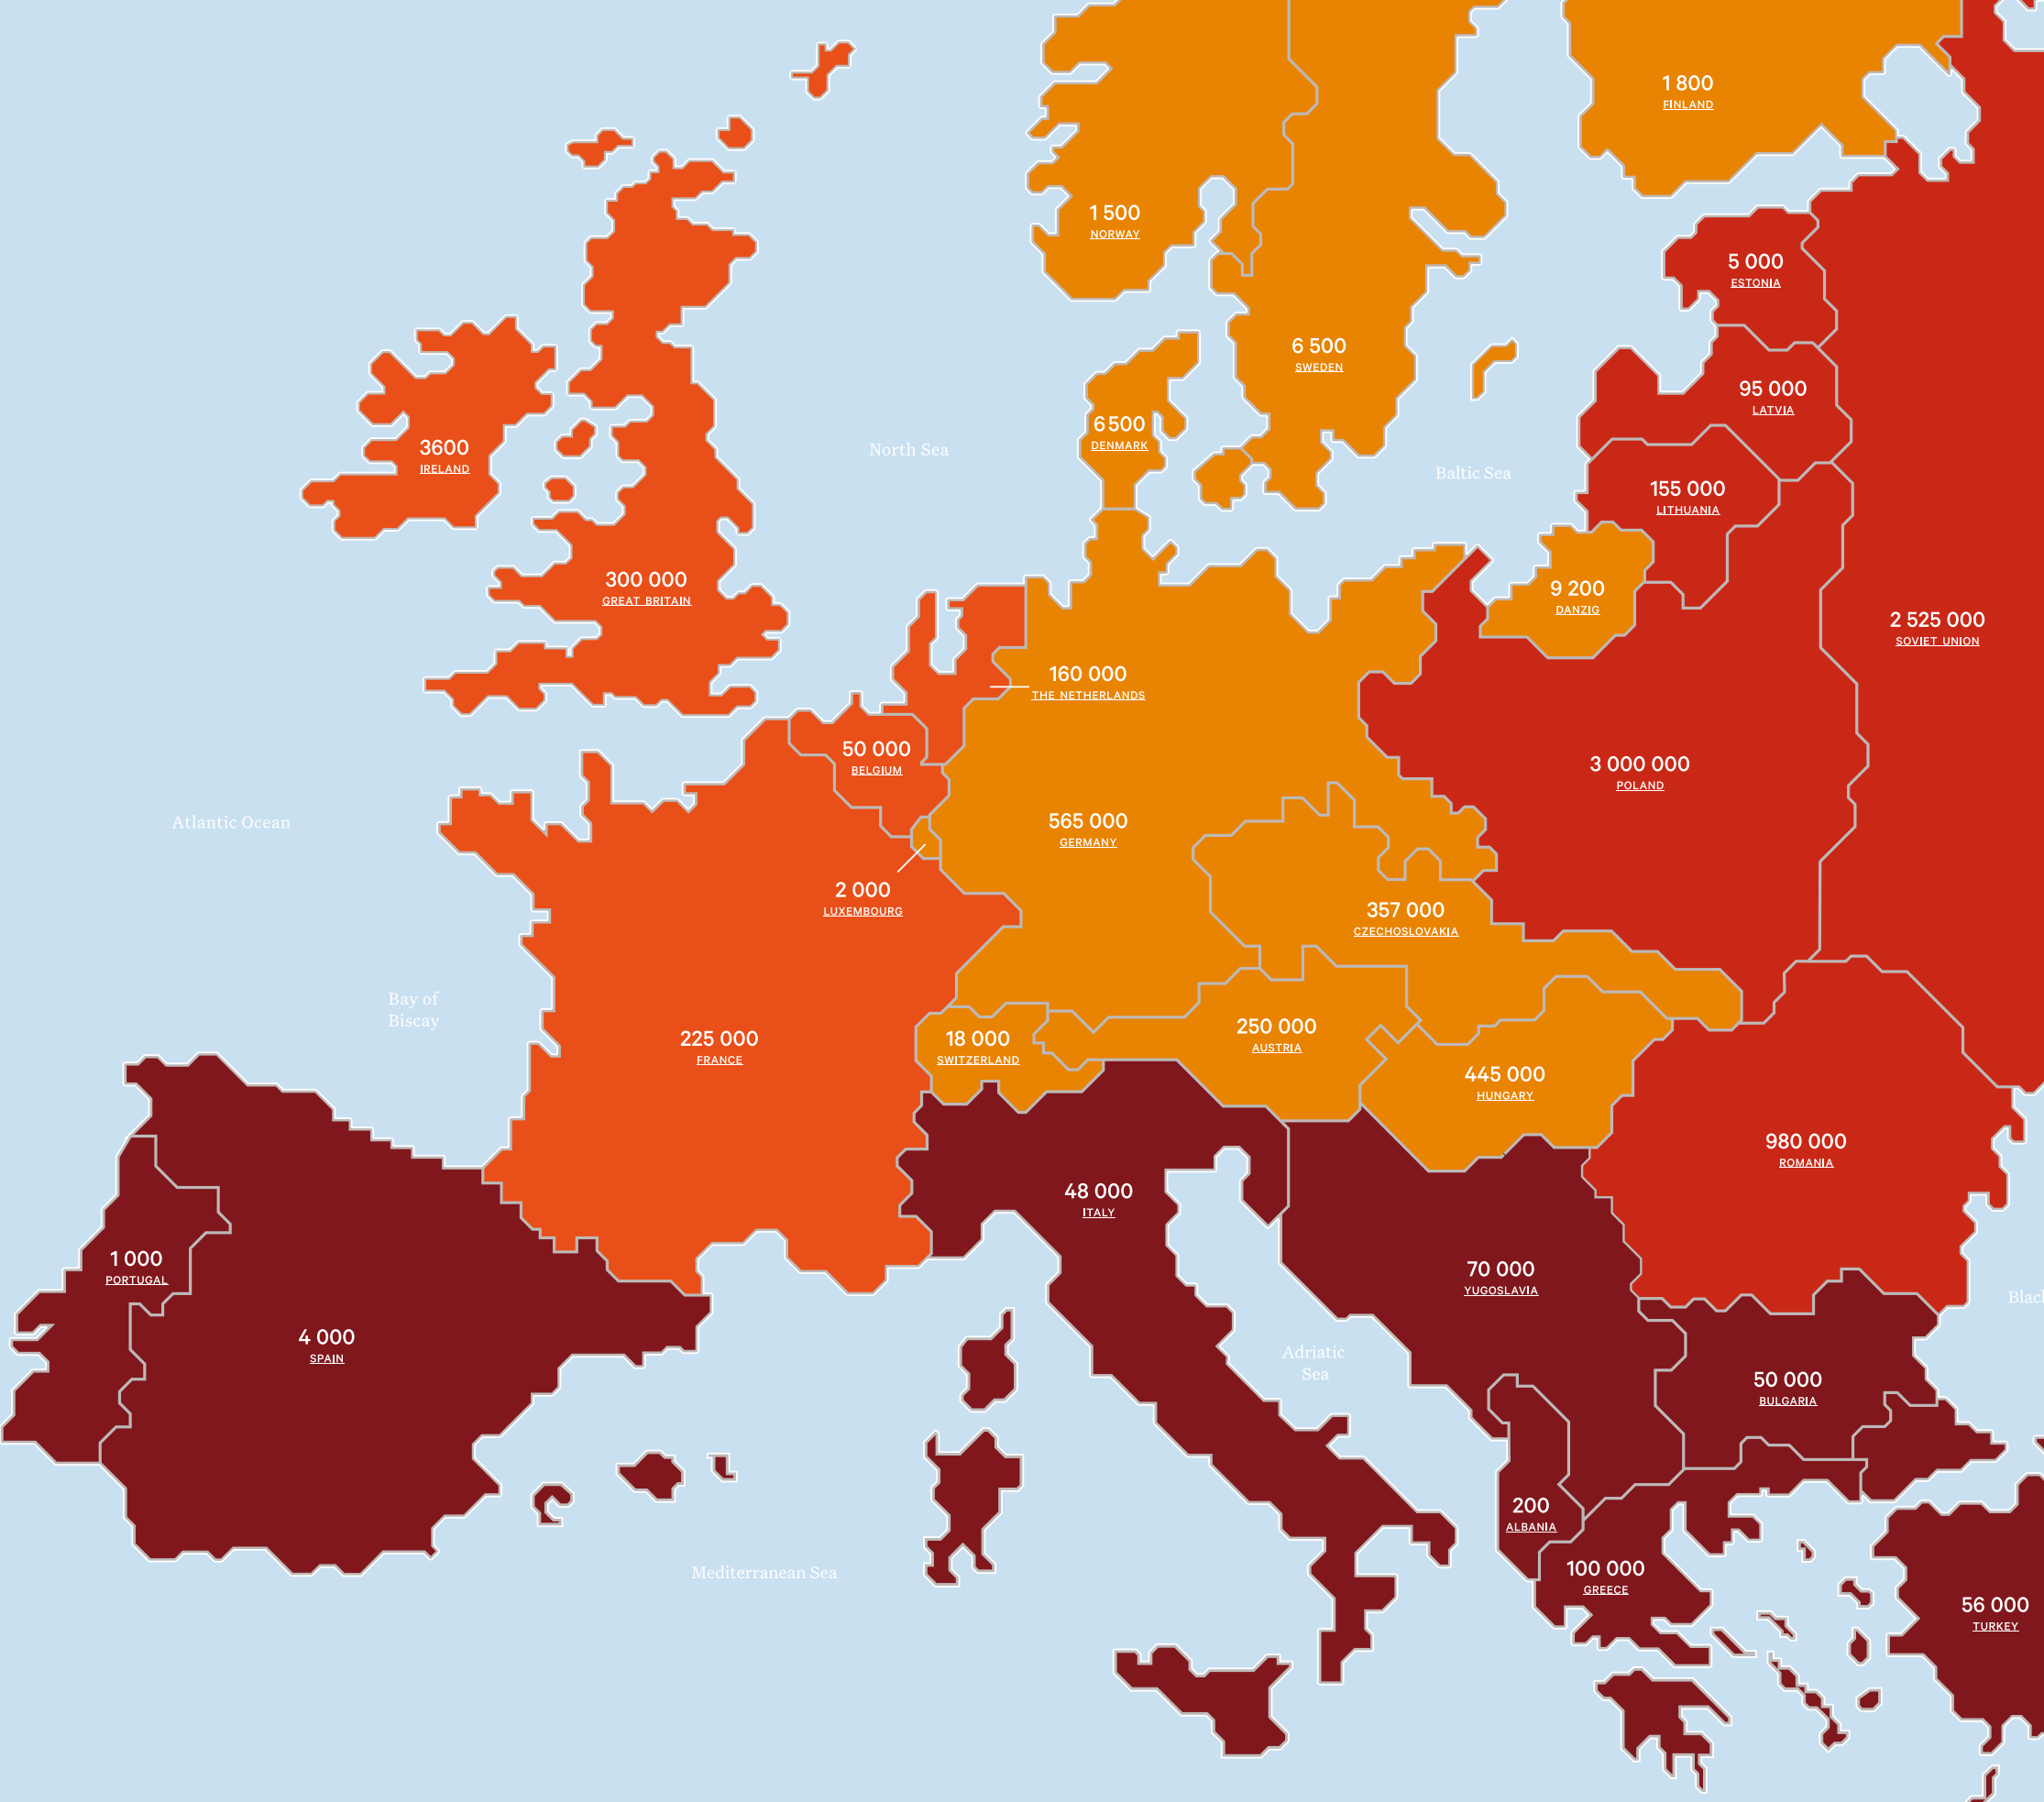 1 800
FINLAND
1 500
NORWAY
5 000
ESTONIA
6 500
SWEDEN
95 000
LATVIA
6 500
DENMARK
3600
IRELAND
North Sea
Baltic Sea
155 000
LITHUANIA
300 000
GREAT BRITAIN
9 200
DANZIG
2 525 000
SOVIET UNION
160 000
THE NETHERLANDS
50 000
BELGIUM
3 000 000
POLAND
Atlantic Ocean
565 000
GERMANY
2 000
LUXEMBOURG
357 000
CZECHOSLOVAKIA
Bay of
Biscay
225 000
FRANCE
18 000
SWITZERLAND
250 000
AUSTRIA
445 000
HUNGARY
980 000
ROMANIA
48 000
ITALY
1 000
PORTUGAL
70 000
YUGOSLAVIA
Blac
4 000
SPAIN
Adriatic
Sea
50 000
BULGARIA
200
ALBANIA
100 000
GREECE
Mediterranean Sea
56 000
TURKEY